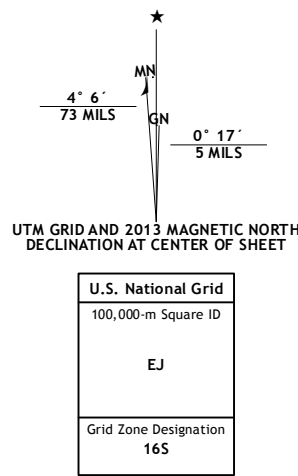 ★
MN
4° 6´
73 MILS
GN
0° 17´
5 MILS
UTM GRID AND 2013 MAGNETIC NORTH
DECLINATION AT CENTER OF SHEET
U.S. National Grid
100,000-m Square ID
EJ
Grid Zone Designation
16S